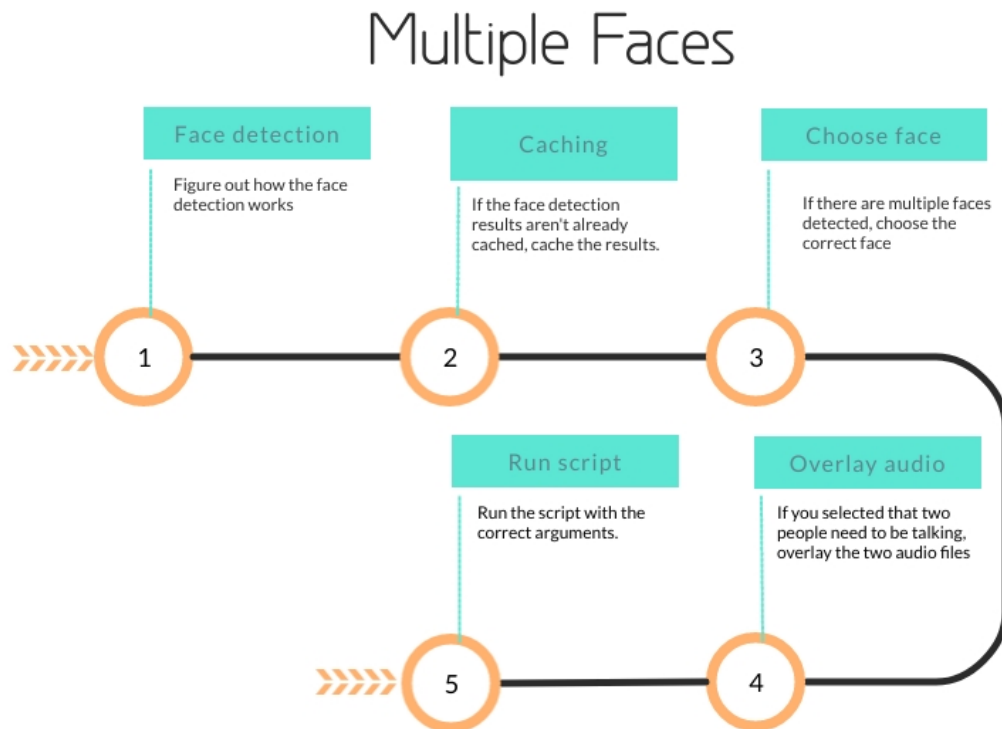 Multiple Faces
Face detection
Figure out how the face
detection works
1
Caching
If the face detection
results aren't already
cached, cache the results.
2
Choose face
If there are multiple faces
detected, choose the
correct face
3
Overlay audio
If you selected that two
people need to be talking,
overlay the two audio files
4
Run script
Run the script with the
correct arguments.
5